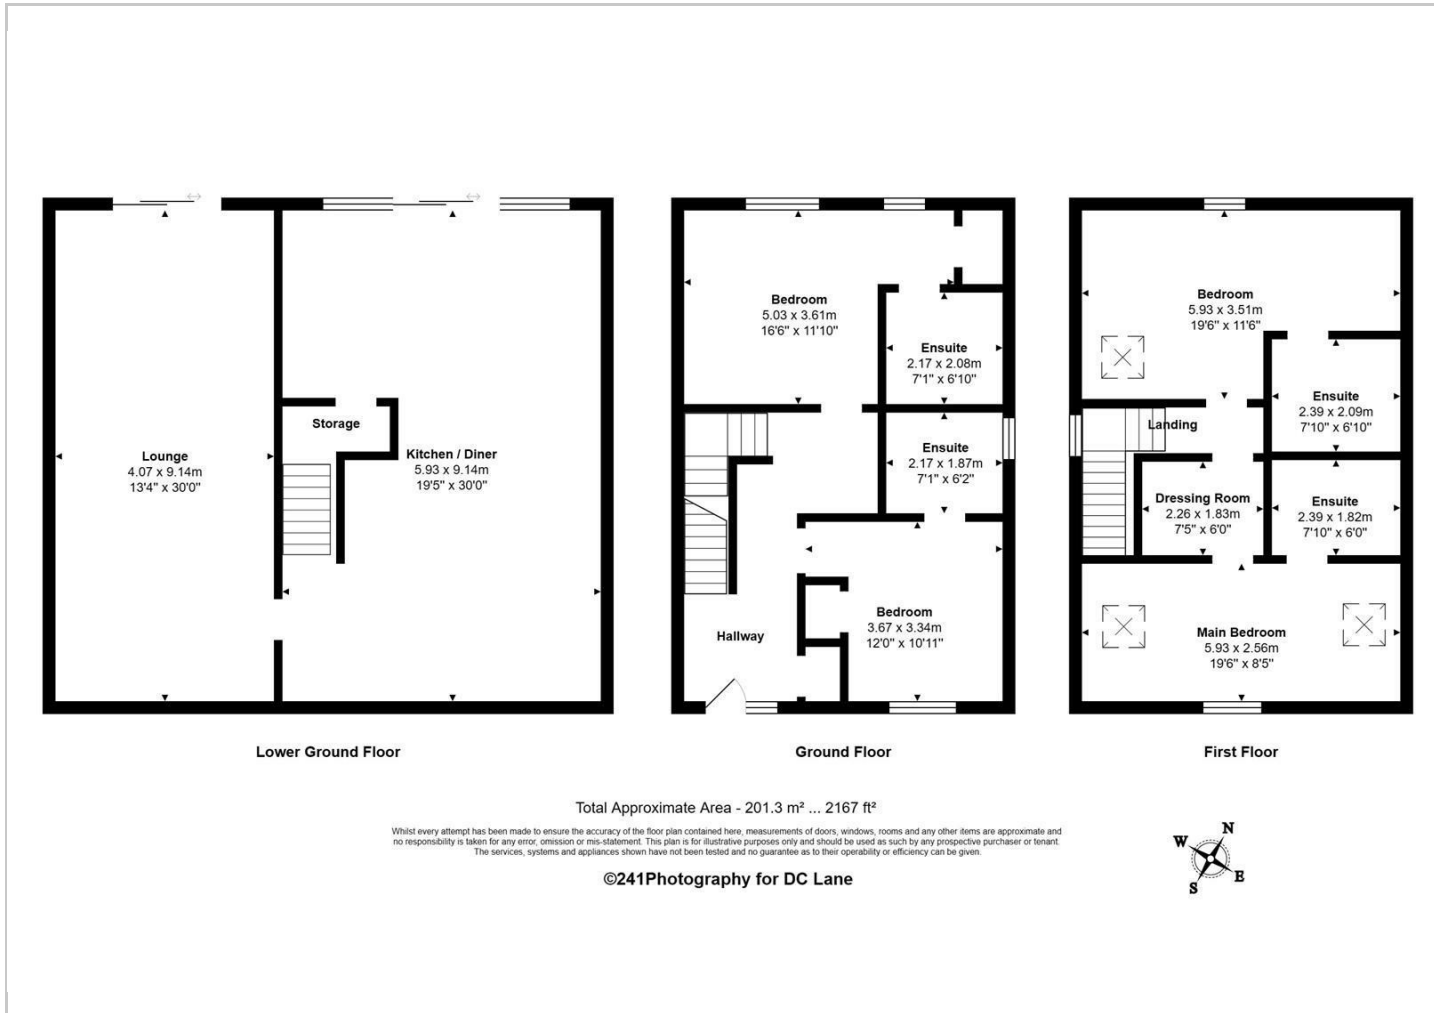 Lounge
4.07 x 9.14m
13'4" x 30'0"
Storage
Kitchen / Diner
5.93 x 9.14m
19'5" x 30'0"
Lower Ground Floor
Bedroom
5.03 x 3.61m
16'6" x 11'10"
Ensuite
2.17 x 2.08m
7'1" x 6'10"
Ensuite
2.17 x 1.87m
7'1" x 6'2"
Bedroom
3.67 x 3.34m
12'0" x 10'11"
Hallway
Ground Floor
Bedroom
5.93 x 3.51m
19'6" x 11'6"
Ensuite
2.39 x 2.09m
7'10" x 6'10"
Landing
Dressing Room
2.26 x 1.83m
7'5" x 6'0"
Ensuite
2.39 x 1.82m
7'10" x 6'0"
Main Bedroom
5.93 x 2.56m
19'6" x 8'5"
First Floor
Total Approximate Area - 201.3 m² ... 2167 ft²
Whilst every attempt has been made to ensure the accuracy of the floor plan contained here, measurements of doors, windows, rooms and any other items are approximate and
no responsibility is taken for any error, omission or mis-statement. This plan is for illustrative purposes only and should be used as such by any prospective purchaser or tenant.
The services, systems and appliances shown have not been tested and no guarantee as to their operability or efficiency can be given.
©241Photography for DC Lane
N
W
E
S